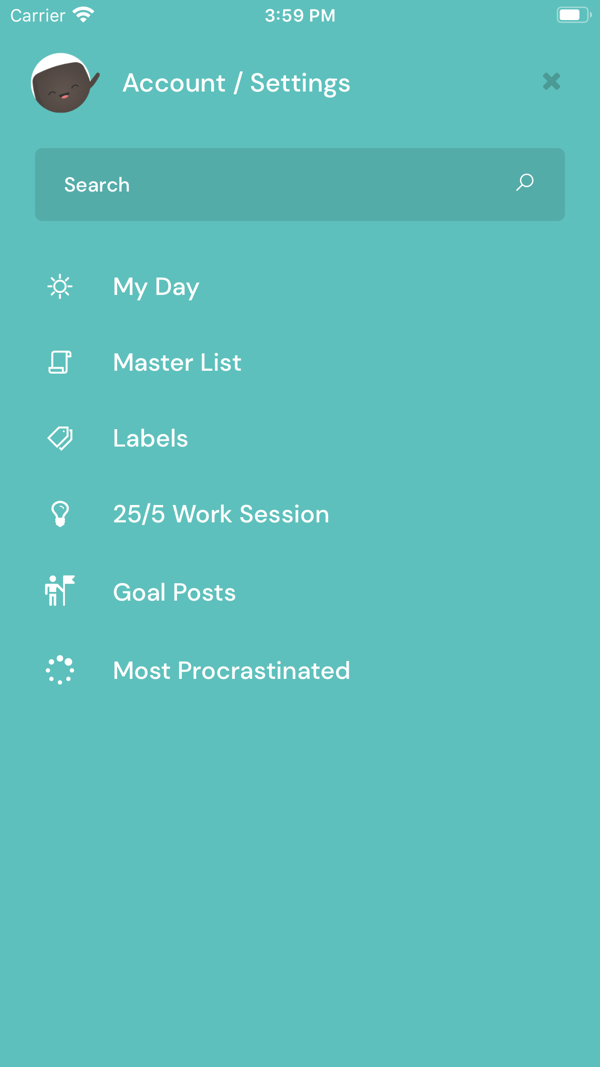 Carrier 3:59 PM
Account / Settings
Search
My Day
Master List
Labels
25/5 Work Session
Goal Posts
Most Procrastinated